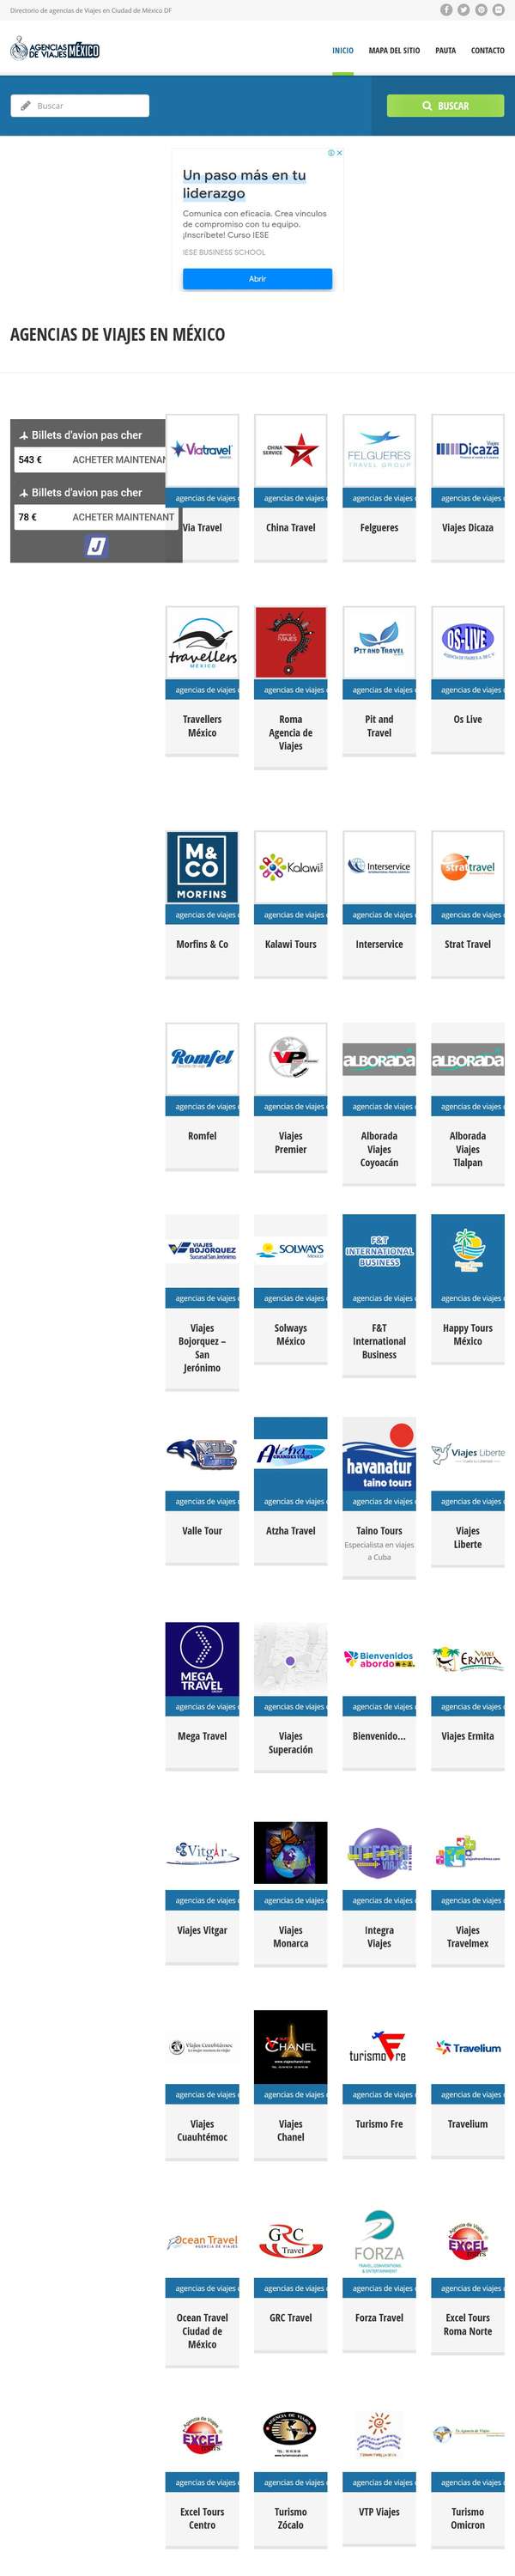 Directorio de agencias de Viajes en Ciudad de México DF
AGENCIAS DE VIAJES MÉXICO
INICIO MAPA DEL SITIO PAUTA CONTACTO
Buscar
BUSCAR
Un paso más en tu
liderazgo
Comunica con eficacia. Crea vínculos
de compromiso con tu equipo.
¡Inscríbete! Curso IESE
IESE BUSINESS SCHOOL
Abrir
AGENCIAS DE VIAJES EN MÉXICO
Billets d'avion pas cher
543 € ACHETER MAINTENAN
Billets d'avion pas cher
78 € ACHETER MAINTENANT
J
Viatravel CHINA SERVICE FELGUERES TRAVEL GROUP Viajes Dicaza
agencias de viajes agencias de viajes agencias de viajes agencias de viajes
Via Travel China Travel Felgueres Viajes Dicaza
travellers MÉXICO PIT AND TRAVEL OS-LIVE
agencias de viajes agencias de viajes agencias de viajes agencias de viajes
Travellers México
Roma Agencia de Viajes
Pit and Travel
Os Live
M& CO MORFINS Kalawi Interservice strat travel
agencias de viajes agencias de viajes agencias de viajes agencias de viajes
Morfins & Co Kalawi Tours Interservice Strat Travel
Romfel VP ALBORADA ALBORADA
agencias de viajes agencias de viajes agencias de viajes agencias de viajes
Romfel
Viajes Premier
Alborada Viajes Coyoacán
Alborada Viajes Tlalpan
VIAJES BOJORQUEZ Sucursal San Jerónimo SOLWAYS México F&T INTERNATIONAL BUSINESS
agencias de viajes agencias de viajes agencias de viajes agencias de viajes
Viajes Bojorquez – San Jerónimo
Solways México
F&T International Business
Happy Tours México
Atzha GRANDES VIAJES havanatur taino tours Viajes Liberte
agencias de viajes agencias de viajes agencias de viajes agencias de viajes
Valle Tour
Atzha Travel
Taino Tours
Especialista en viajes a Cuba
Viajes Liberte
MEGA TRAVEL Bienvenidos abordo VIAJES ERMITA
agencias de viajes agencias de viajes agencias de viajes agencias de viajes
Mega Travel
Viajes Superación
Bienvenido...
Viajes Ermita
Vitgar INTEGRA VIAJES
agencias de viajes agencias de viajes agencias de viajes agencias de viajes
Viajes Vitgar
Viajes Monarca
Integra Viajes
Viajes Travelmex
Viajes Cuauhtémoc CHANEL turismo Fre Travelium
agencias de viajes agencias de viajes agencias de viajes agencias de viajes
Viajes Cuauhtémoc
Viajes Chanel
Turismo Fre
Travelium
Ocean Travel AGENCIA DE VIAJES GRC Travel FORZA TRAVEL, CONVENTIONS & ENTERTAINMENT Agencia de Viajes EXCEL TOURS
agencias de viajes agencias de viajes agencias de viajes agencias de viajes
Ocean Travel Ciudad de México
GRC Travel
Forza Travel
Excel Tours Roma Norte
Agencia de Viajes EXCEL TOURS AGENCIA DE VIAJES
agencias de viajes agencias de viajes agencias de viajes agencias de viajes
Excel Tours Centro
Turismo Zócalo
VTP Viajes
Turismo Omicron